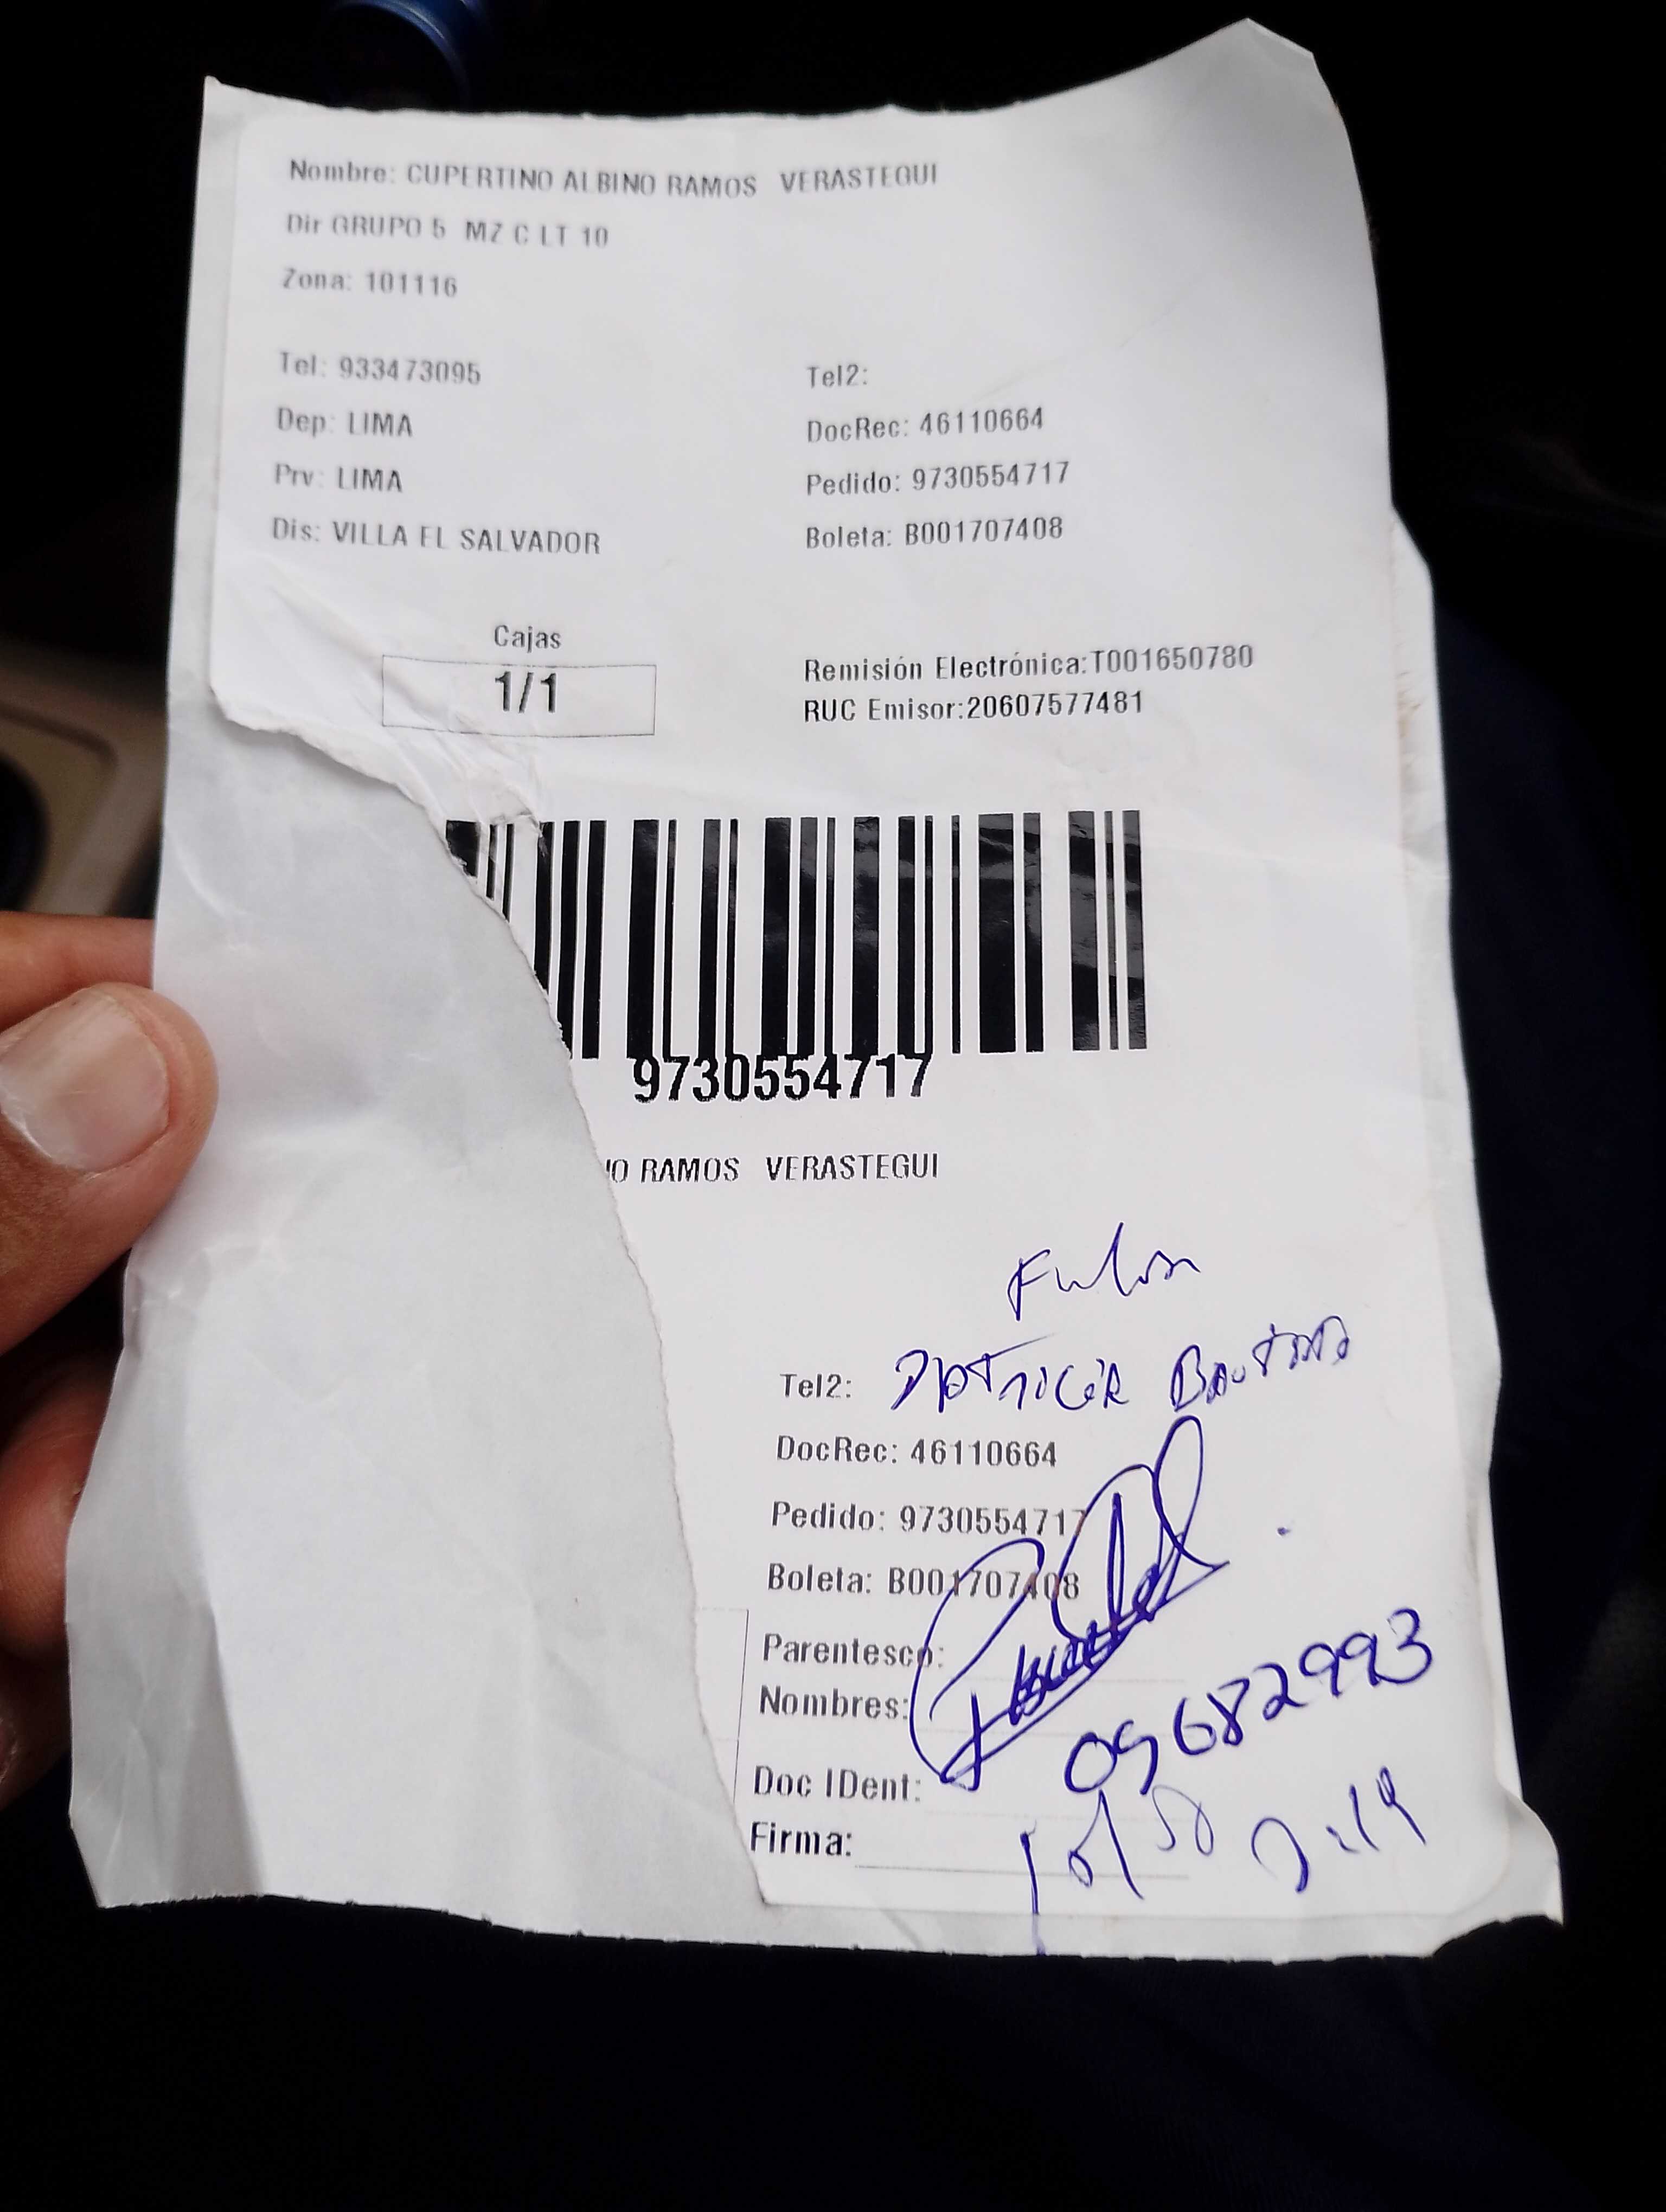 Nombre: CUPERTINO ALBINO RAMOS VERASTEGUI
Dir GRUPO 5 MZ C LT 10
Zona: 101116
Tel: 933473095 Tel2:
Dep: LIMA DocRec: 46110664
Prv: LIMA Pedido: 9730554717
Dis: VILLA EL SALVADOR Boleta: B001707408
Cajas
1/1
Remisión Electrónica:T001650780
RUC Emisor:20607577481
9730554717
RAMOS VERASTEGUI
Tel2:
DocRec: 46110664
Pedido: 9730554717
Boleta: B001707408
Parentesco:
Nombres:
09682993
Doc IDent:
Firma: